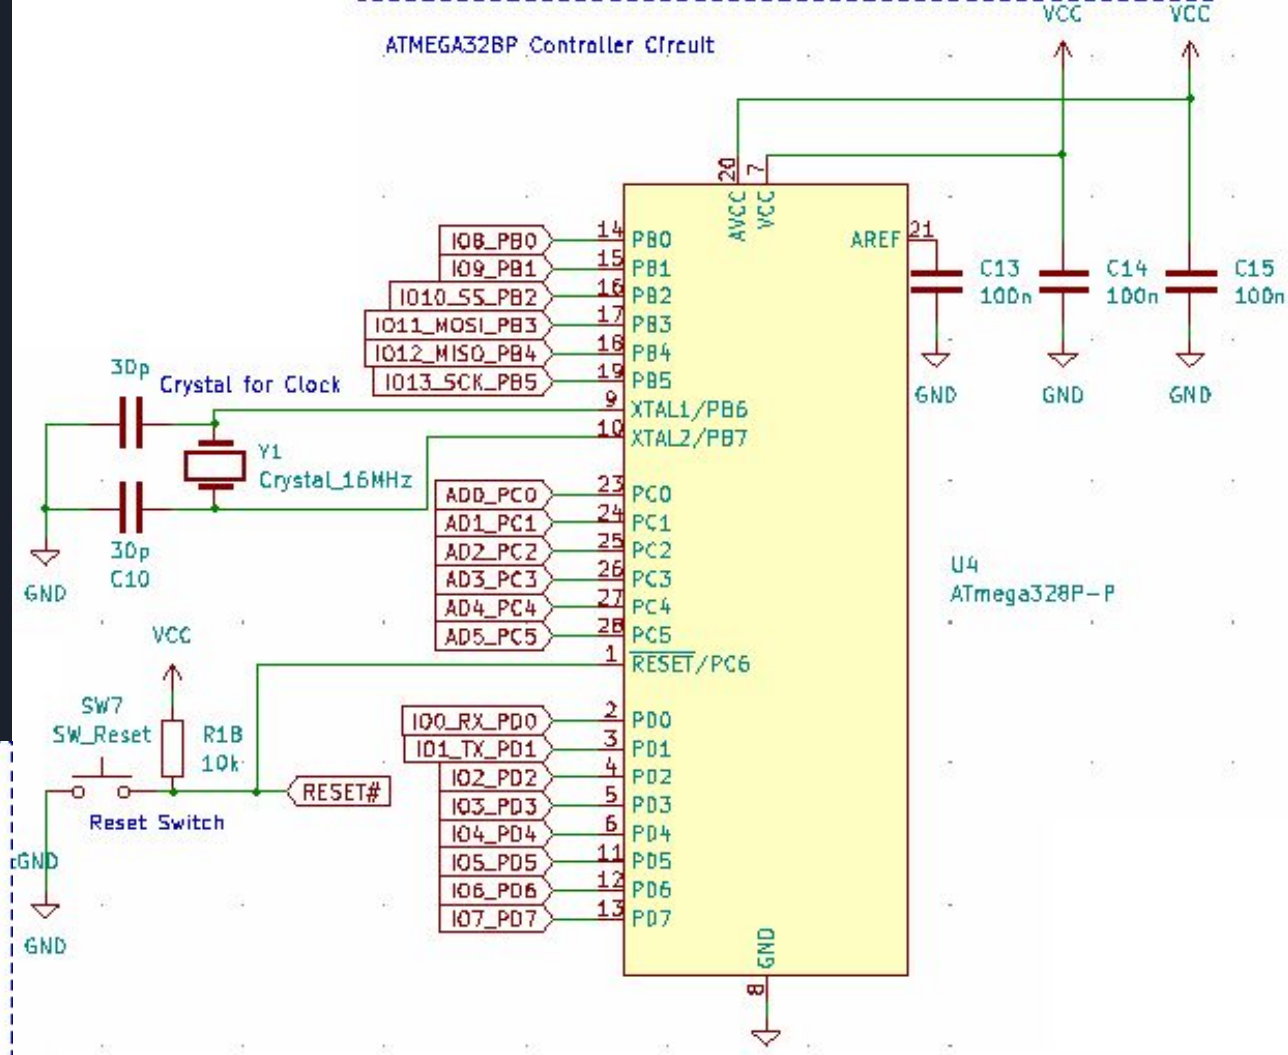 VCC
VCC
ATMEGA328P Controller Circuit
20
7
AVCC
VCC
IO8_PB0
14
PB0
AREF
21
IO9_PB1
15
PB1
C13
100n
C14
100n
C15
100n
IO10_SS_PB2
16
PB2
IO11_MOSI_PB3
17
PB3
IO12_MISO_PB4
18
PB4
IO13_SCK_PB5
19
PB5
GND
GND
GND
30p
Crystal for Clock
9
XTAL1/PB6
10
XTAL2/PB7
Y1
Crystal_16MHz
30p
C10
GND
AD0_PC0
23
PC0
AD1_PC1
24
PC1
AD2_PC2
25
PC2
AD3_PC3
26
PC3
AD4_PC4
27
PC4
AD5_PC5
28
PC5
U4
ATmega328P-P
1
RESET/PC6
VCC
SW7
SW_Reset
R18
10k
RESET#
Reset Switch
GND
GND
IO0_RX_PD0
2
PD0
IO1_TX_PD1
3
PD1
IO2_PD2
4
PD2
IO3_PD3
5
PD3
IO4_PD4
6
PD4
IO5_PD5
11
PD5
IO6_PD6
12
PD6
IO7_PD7
13
PD7
GND
8